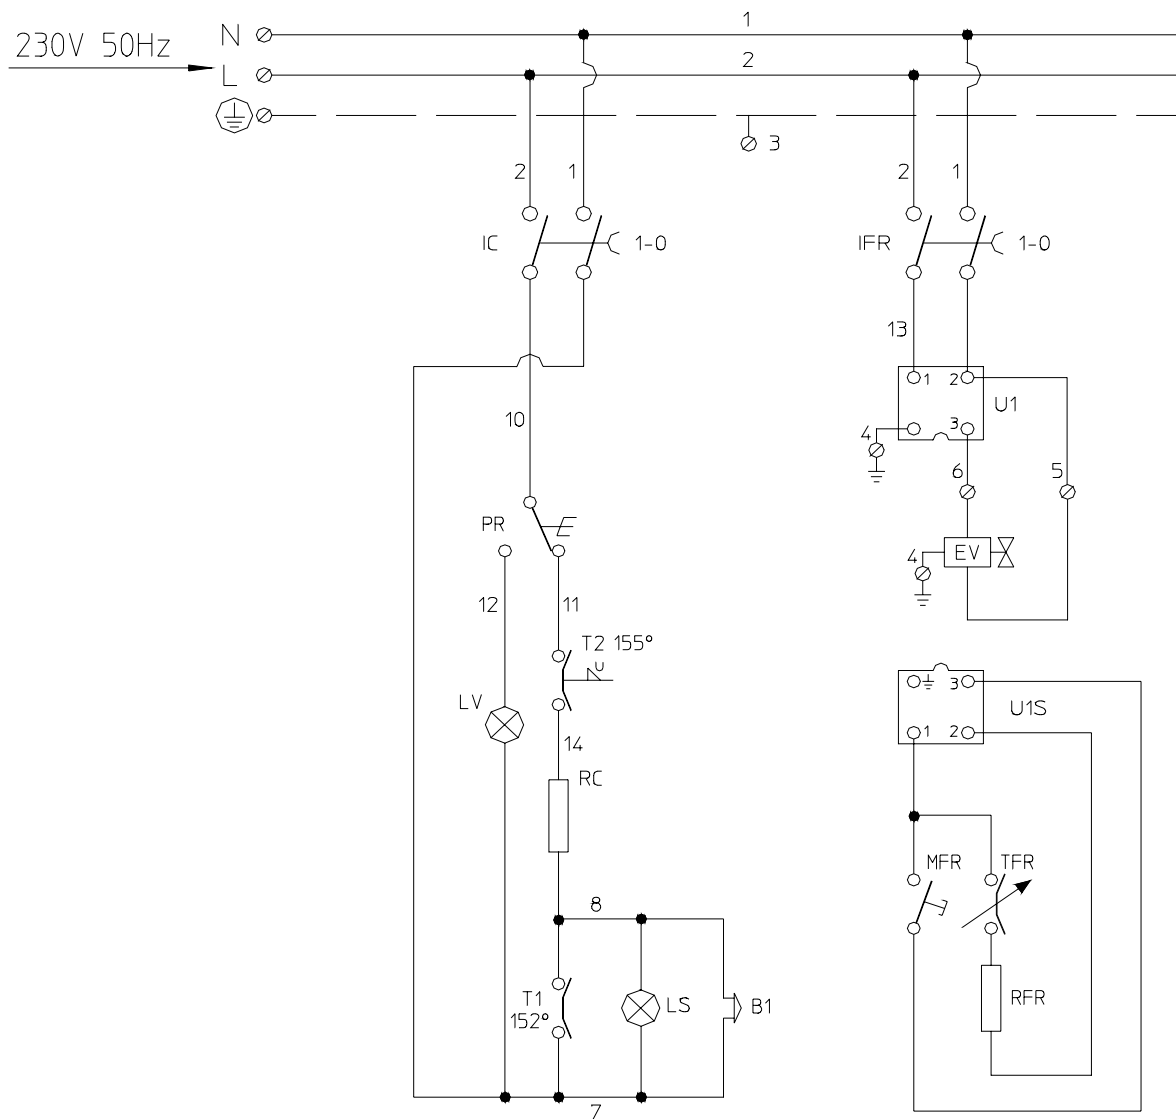 1
N
230V 50Hz
2
L
3
2 1 2 1
IC 1-0 IFR 1-0
13
1 2
U1
10
3
4
6 5
PR
4 EV
12 11
T2 155°
U
3
LV
U1S
1 2
14
RC
MFR TFR
8
T1 LS B1 RFR
152°
7